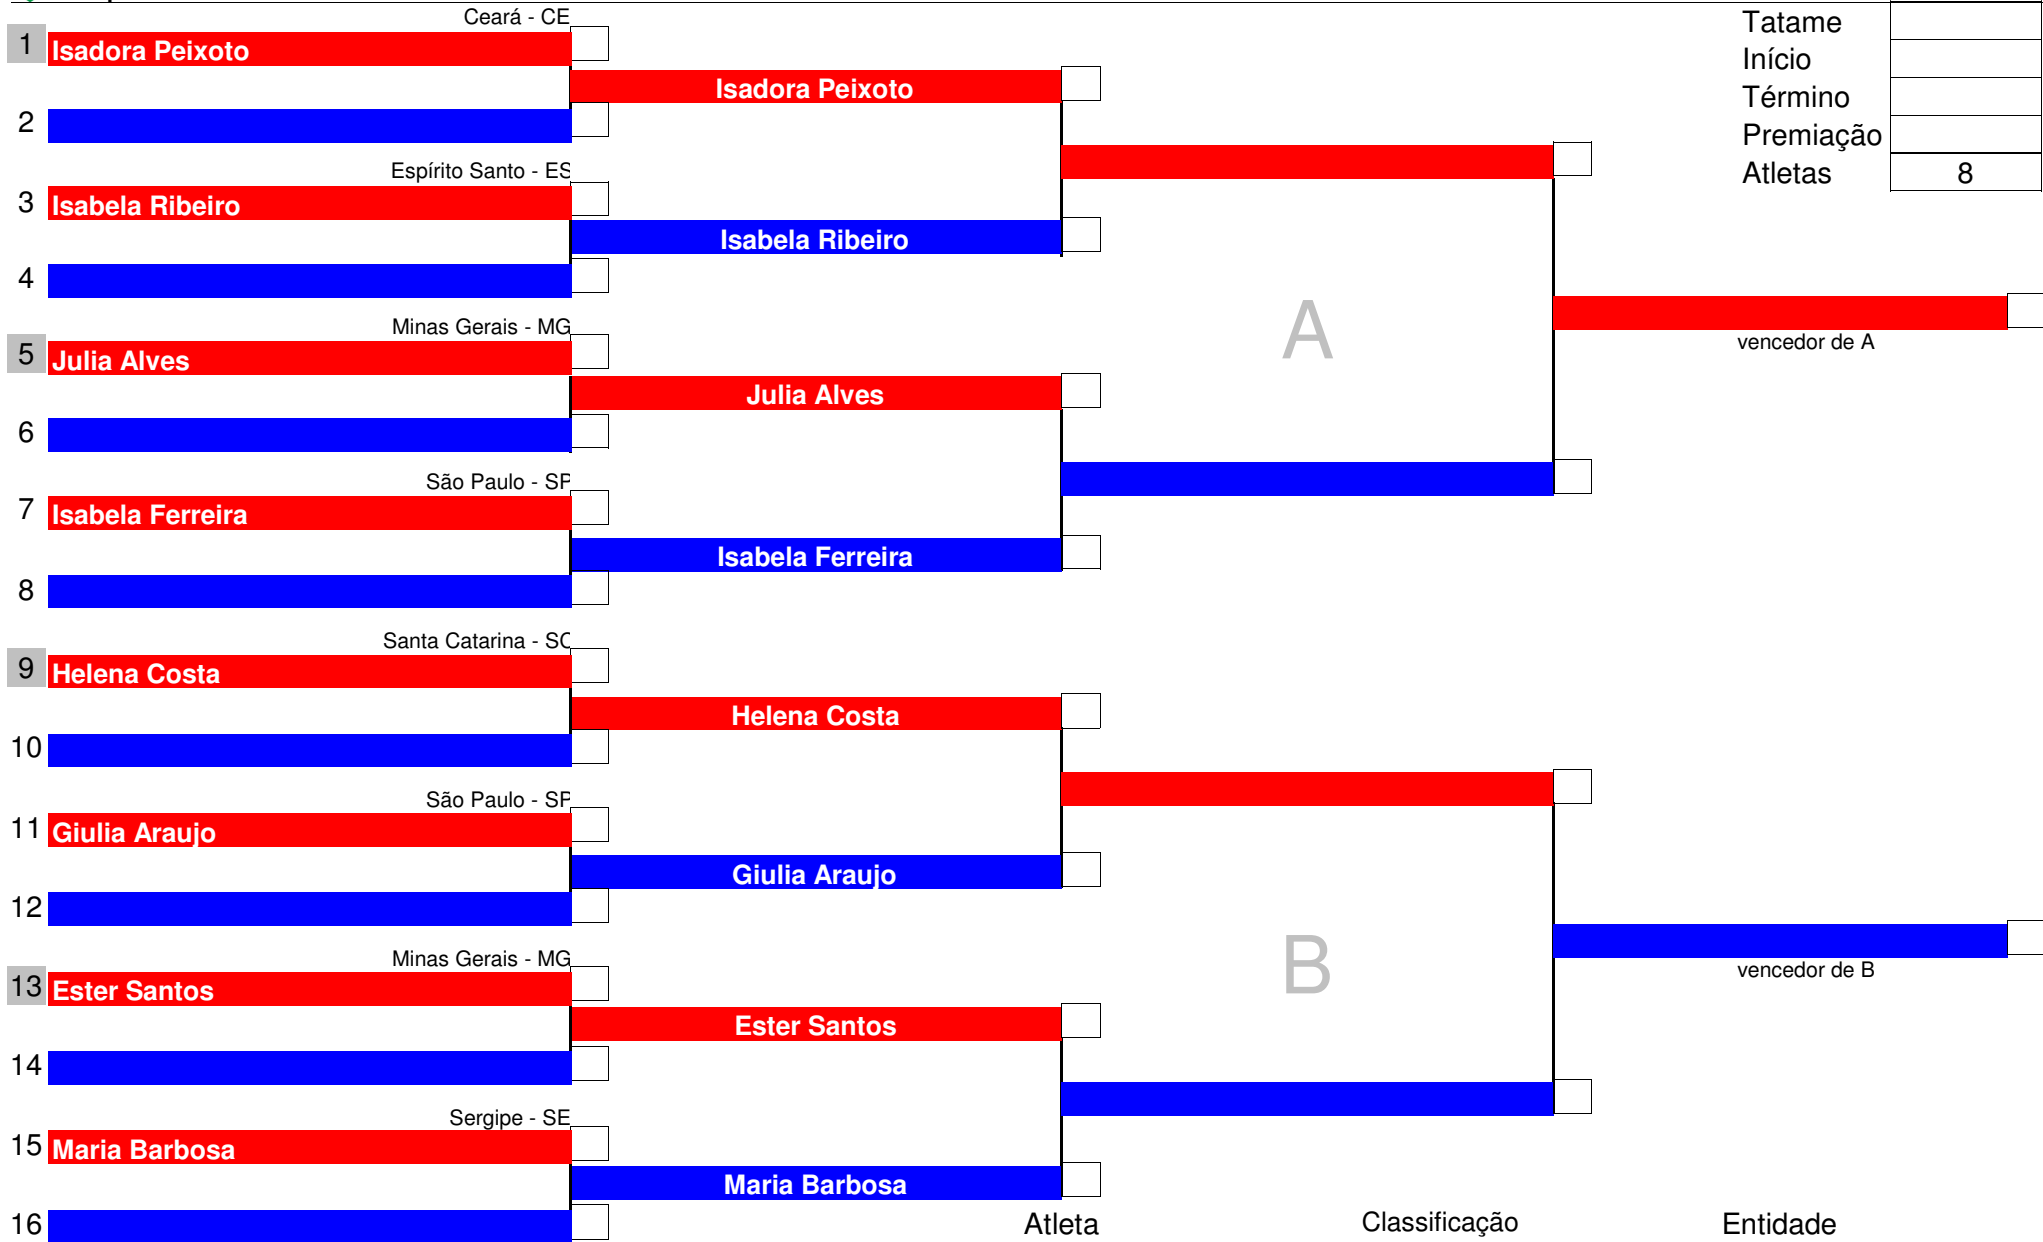 Ceará - CE
Tatame
1 Isadora Peixoto
Início
Isadora Peixoto
Término
2
Premiação
Espírito Santo - ES
Atletas 8
3 Isabela Ribeiro
Isabela Ribeiro
4
A
Minas Gerais - MG
vencedor de A
5 Julia Alves
Julia Alves
6
São Paulo - SP
7 Isabela Ferreira
Isabela Ferreira
8
Santa Catarina - SC
9 Helena Costa
Helena Costa
10
São Paulo - SP
11 Giulia Araujo
Giulia Araujo
12
B
Minas Gerais - MG
vencedor de B
13 Ester Santos
Ester Santos
14
Sergipe - SE
15 Maria Barbosa
Maria Barbosa
16
Atleta Classificação Entidade